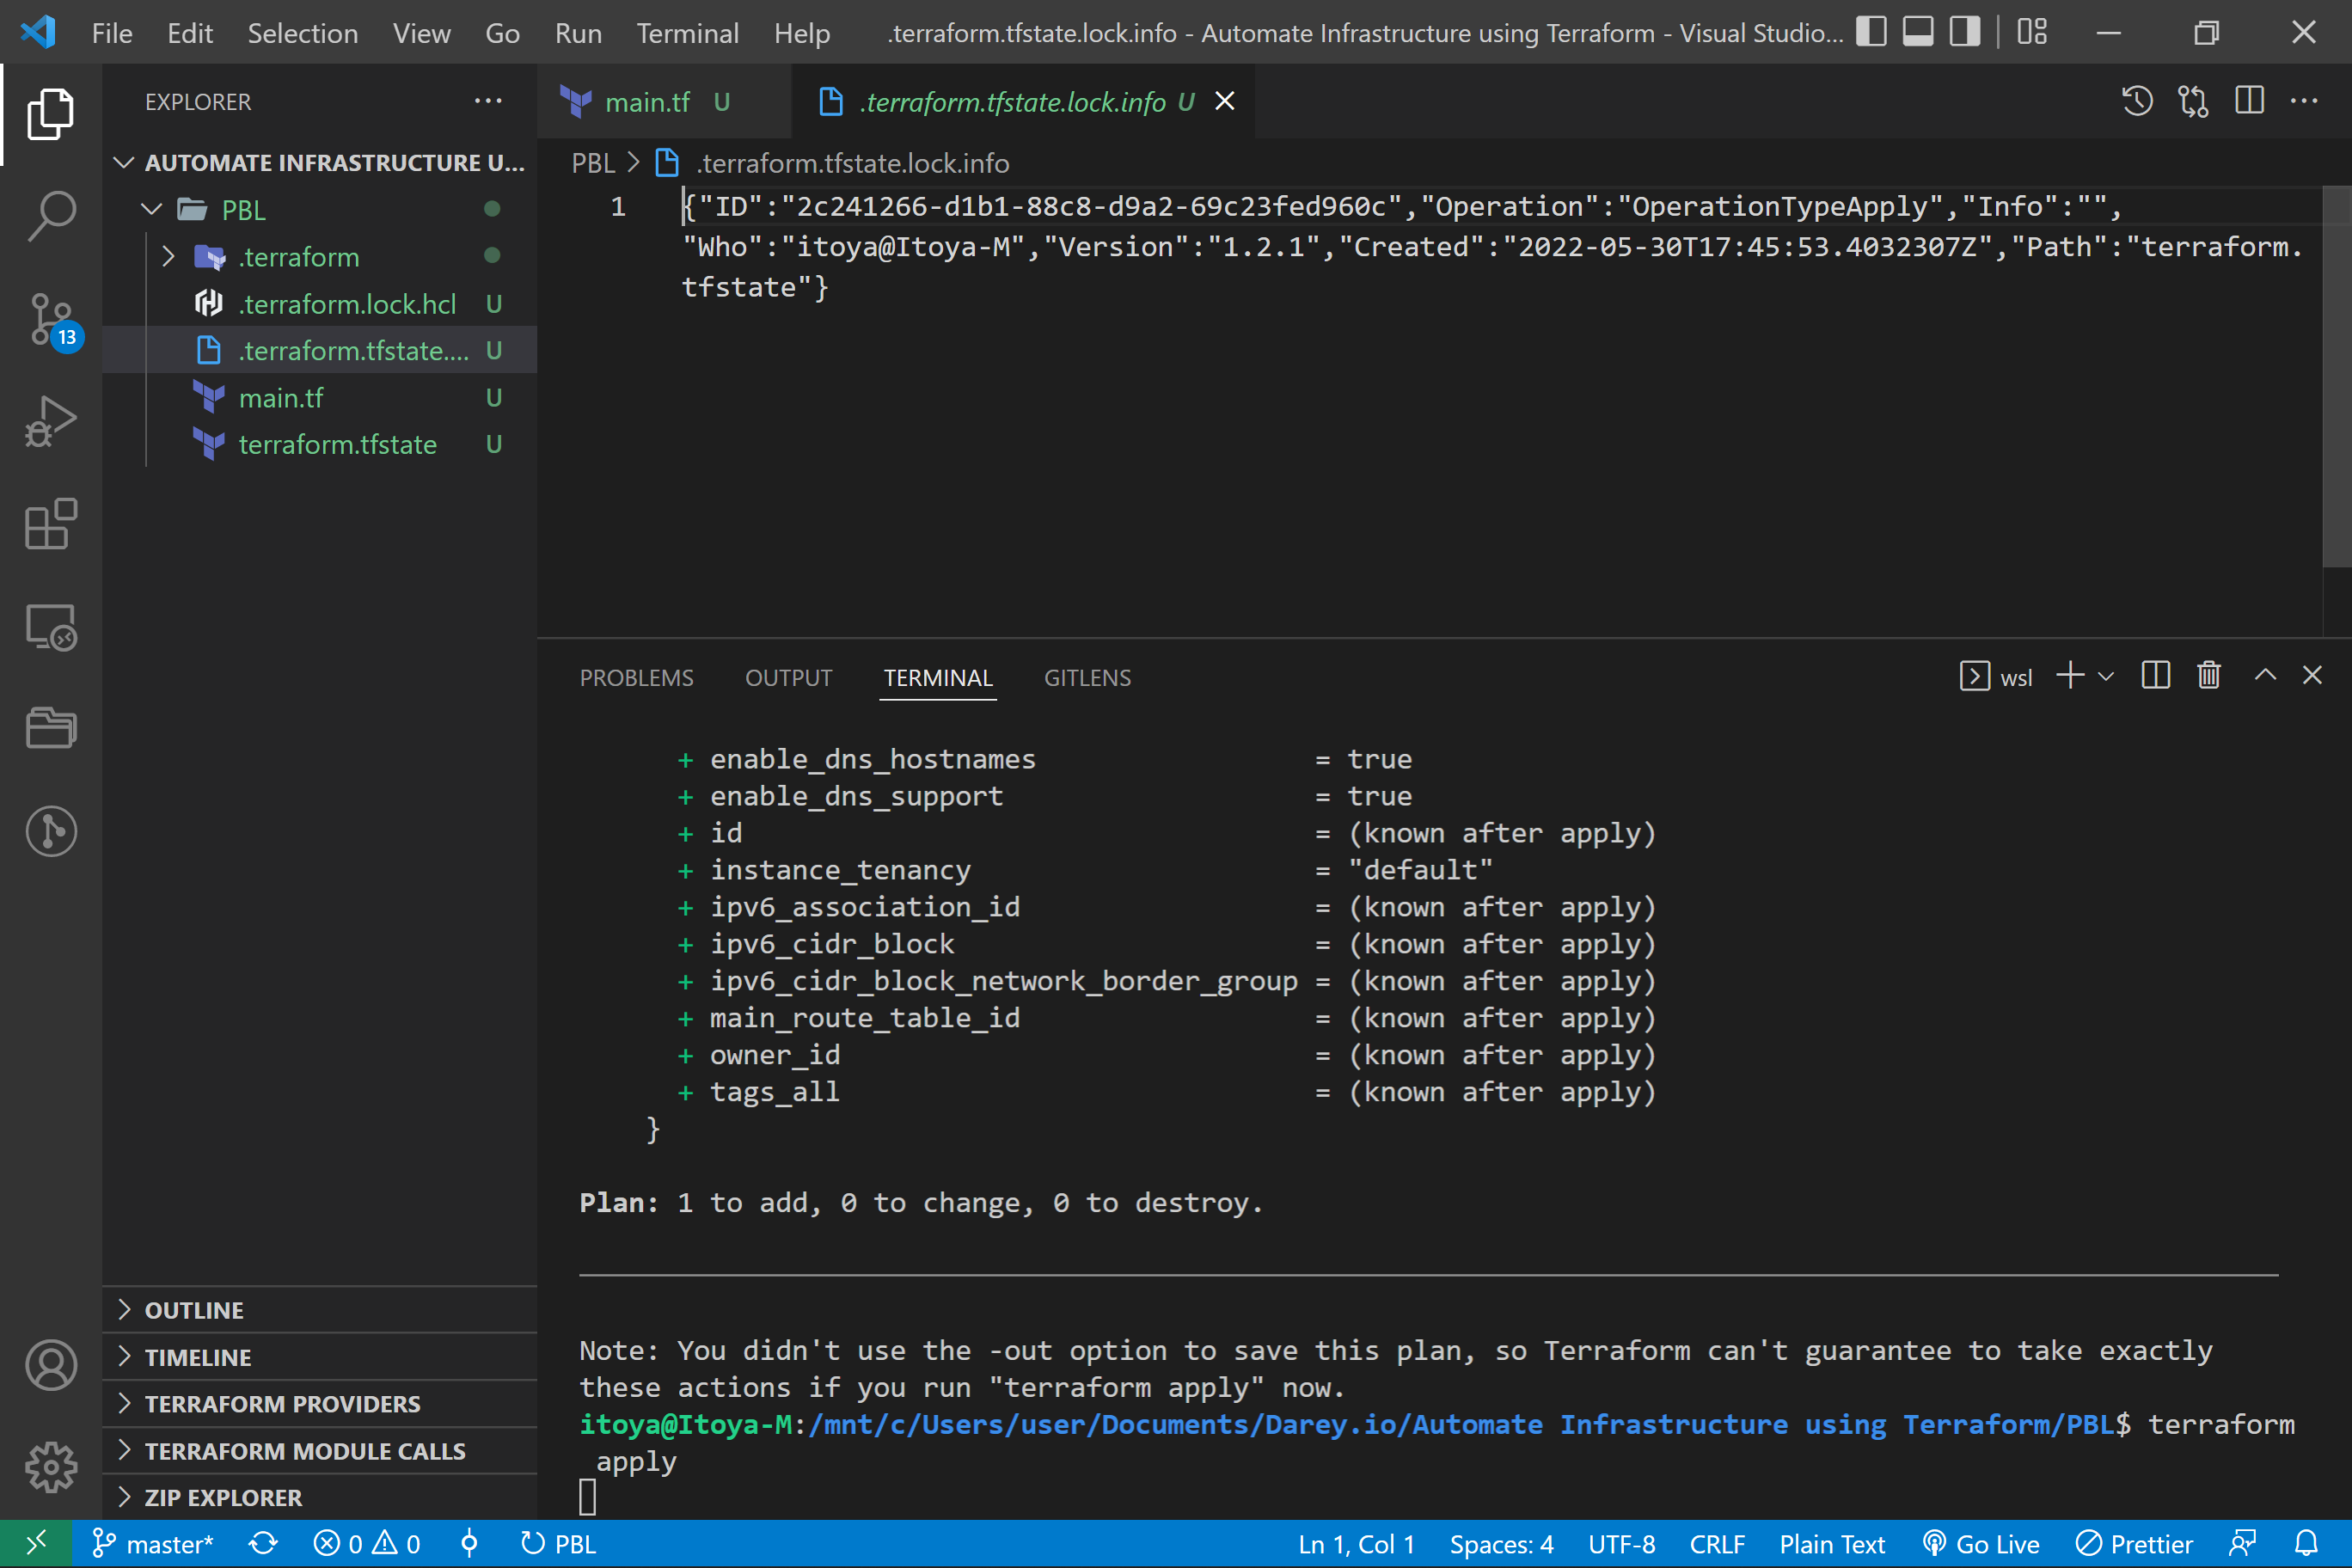 File Edit Selection View Go Run Terminal Help .terraform.tfstate.lock.info - Automate Infrastructure using Terraform - Visual Studio...
EXPLORER
AUTOMATE INFRASTRUCTURE U...
PBL
.terraform
.terraform.lock.hcl U
.terraform.tfstate.... U
main.tf U
terraform.tfstate U
13
OUTLINE
TIMELINE
TERRAFORM PROVIDERS
TERRAFORM MODULE CALLS
ZIP EXPLORER
main.tf U .terraform.tfstate.lock.info U
PBL > .terraform.tfstate.lock.info
1 {"ID":"2c241266-d1b1-88c8-d9a2-69c23fed960c","Operation":"OperationTypeApply","Info":"",
"Who":"itoya@Itoya-M","Version":"1.2.1","Created":"2022-05-30T17:45:53.4032307Z","Path":"terraform.
tfstate"}
PROBLEMS OUTPUT TERMINAL GITLENS wsl
+ enable_dns_hostnames = true
+ enable_dns_support = true
+ id = (known after apply)
+ instance_tenancy = "default"
+ ipv6_association_id = (known after apply)
+ ipv6_cidr_block = (known after apply)
+ ipv6_cidr_block_network_border_group = (known after apply)
+ main_route_table_id = (known after apply)
+ owner_id = (known after apply)
+ tags_all = (known after apply)
}
Plan: 1 to add, 0 to change, 0 to destroy.
Note: You didn't use the -out option to save this plan, so Terraform can't guarantee to take exactly
these actions if you run "terraform apply" now.
itoya@Itoya-M:/mnt/c/Users/user/Documents/Darey.io/Automate Infrastructure using Terraform/PBL$ terraform
apply
master* 0 0 PBL Ln 1, Col 1 Spaces: 4 UTF-8 CRLF Plain Text Go Live Prettier